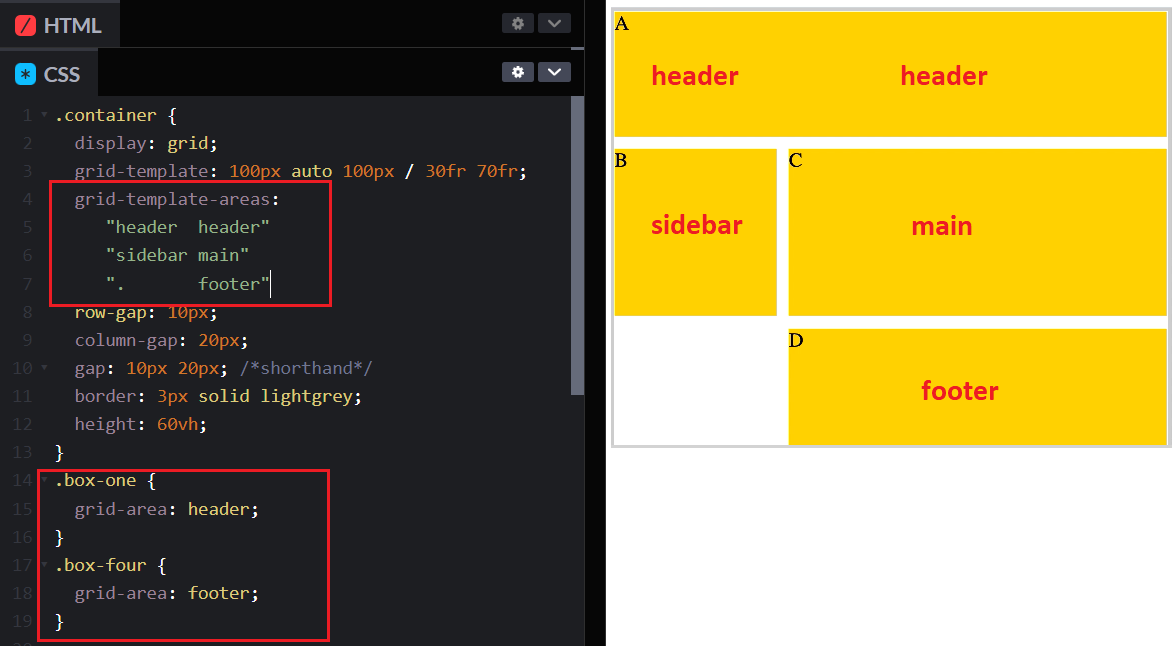 HTML
CSS
1 .container {
2 display: grid;
3 grid-template: 100px auto 100px / 30fr 70fr;
4 grid-template-areas:
5 "header  header"
6 "sidebar main"
7 ".       footer"
8 row-gap: 10px;
9 column-gap: 20px;
10 gap: 10px 20px; /*shorthand*/
11 border: 3px solid lightgrey;
12 height: 60vh;
13 }
14 .box-one {
15 grid-area: header;
16 }
17 .box-four {
18 grid-area: footer;
19 }
A
header header
B C
sidebar main
D
footer